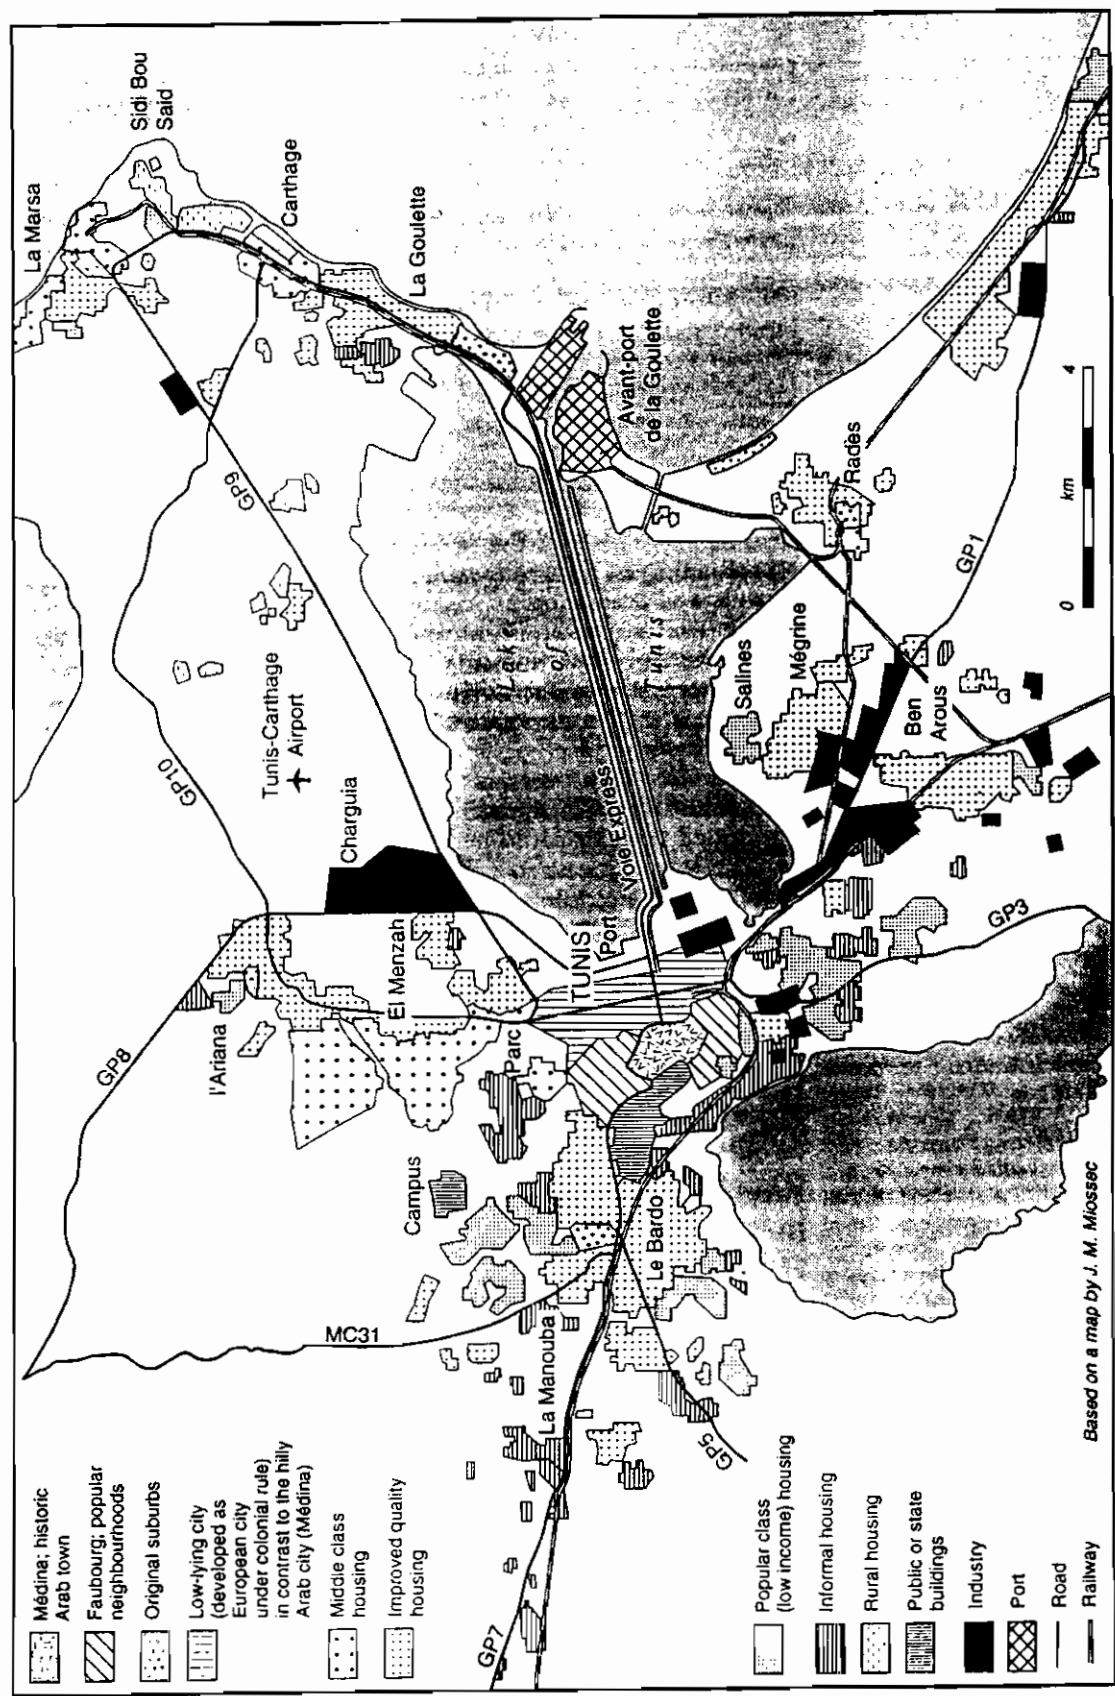 Médina; historic
Arab town
Faubourg; popular
neighbourhoods
Original suburbs
Low-lying city
(developed as
European city
under colonial rule)
in contrast to the hilly
Arab city (Médina)
Middle class
housing
Improved quality
housing
Popular class
(low income) housing
Informal housing
Rural housing
Public or state
buildings
Industry
Port
Road
Railway
Based on a map by J. M. Miossec
GP7
La Manouba
GP5
MC31
Le Bardo
Campus
GP8
l'Ariana
El Menzah
Parc
TUNIS
Port
Voie Express
GP3
Charguia
GP10
Tunis-Carthage
Airport
Lake
of
Tunis
Salines
Mégrine
Ben
Arous
GP1
Rades
GP9
Avant-port
de la Goulette
La Goulette
Carthage
Sidi Bou
Said
La Marsa
0 km 4